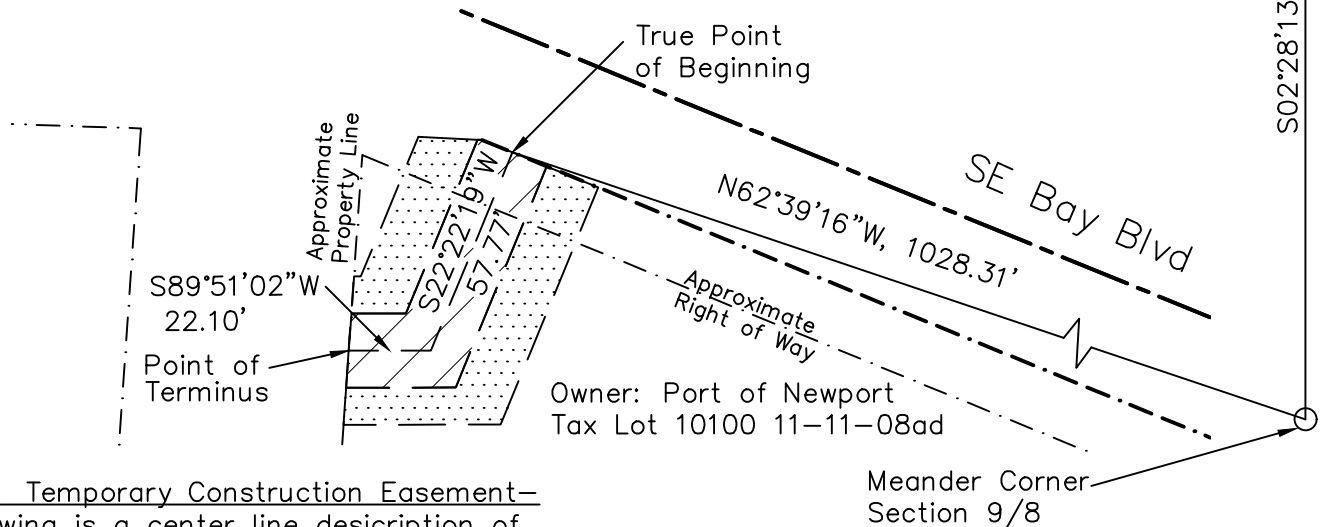 True Point
of Beginning
S02°28'13
Approximate
Property Line
SE Bay Blvd
N62°39'16"W, 1028.31'
S22°22'19"W
57.77'
S89°51'02"W
22.10'
Approximate
Right of Way
Point of
Terminus
Owner: Port of Newport
Tax Lot 10100 11-11-08ad
Meander Corner
Section 9/8
Temporary Construction Easement-
wing is a center line desicription of